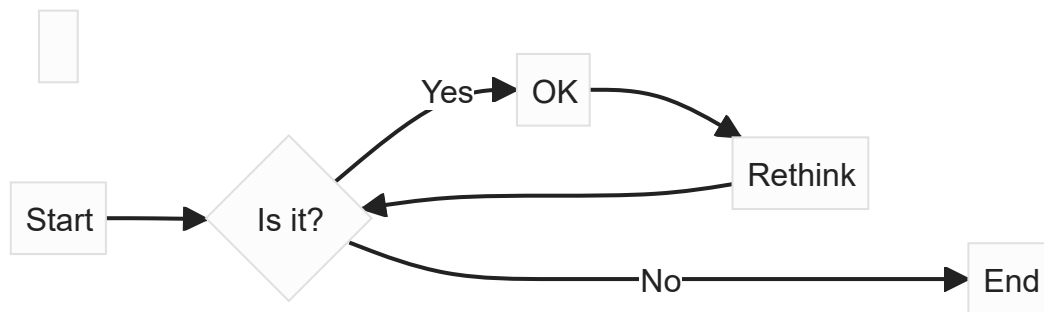 Start
Is it?
Yes
OK
Rethink
No
End